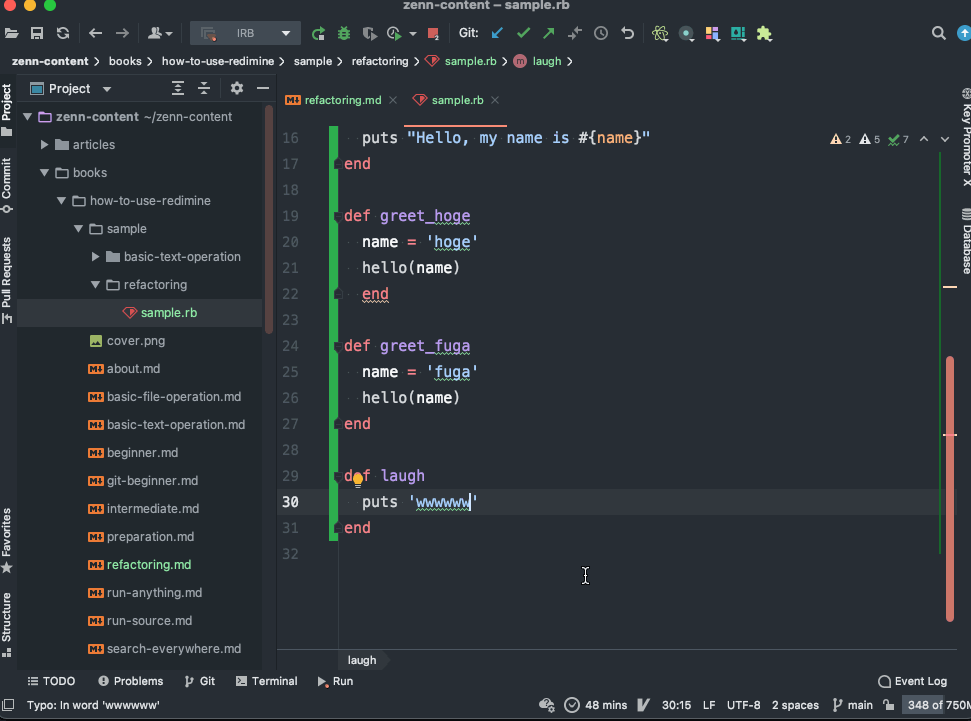 zenn-content – sample.rb
IRB
Git:
zenn-content
books
how-to-use-redimine
sample
refactoring
sample.rb
laugh
Project
refactoring.md
sample.rb
Project
Commit
Pull Requests
Favorites
Structure
zenn-content ~/zenn-content
articles
books
how-to-use-redimine
sample
basic-text-operation
refactoring
sample.rb
cover.png
about.md
basic-file-operation.md
basic-text-operation.md
beginner.md
git-beginner.md
intermediate.md
preparation.md
refactoring.md
run-anything.md
run-source.md
search-everywhere.md
2 5 7
16 puts "Hello, my name is #{name}"
17 end
18
19 def greet_hoge
20 name = 'hoge'
21 hello(name)
22 end
23
24 def greet_fuga
25 name = 'fuga'
26 hello(name)
27 end
28
29 def laugh
30 puts 'wwwwww'
31 end
32
Key Promoter X
Database
laugh
TODO
Problems
Git
Terminal
Run
Event Log
Typo: In word 'wwwwww'
48 mins
30:15
LF
UTF-8
2 spaces
main
348 of 750M